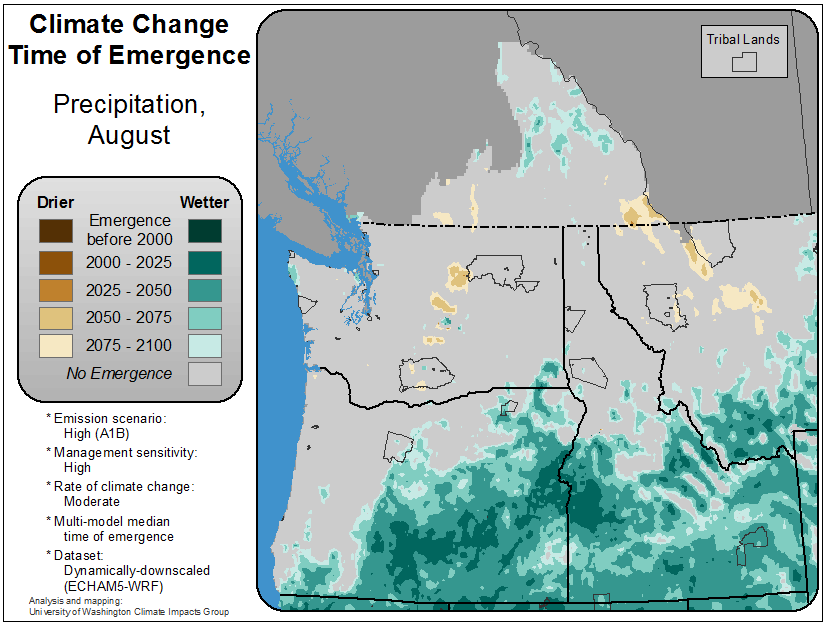 Climate Change
Time of Emergence
Precipitation,
August
Tribal Lands
Drier
Wetter
Emergence
before 2000
2000 - 2025
2025 - 2050
2050 - 2075
2075 - 2100
No Emergence
* Emission scenario:
High (A1B)
* Management sensitivity:
High
* Rate of climate change:
Moderate
* Multi-model median
time of emergence
* Dataset:
Dynamically-downscaled
(ECHAM5-WRF)
Analysis and mapping:
University of Washington Climate Impacts Group